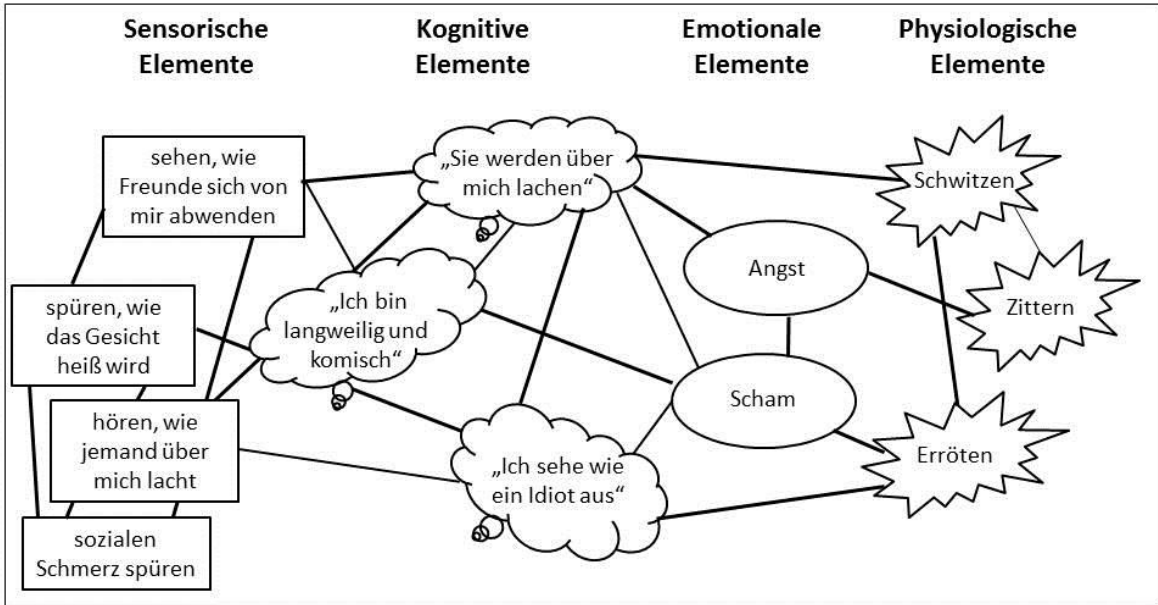 Sensorische
Elemente
Kognitive
Elemente
Emotionale
Elemente
Physiologische
Elemente
sehen, wie
Freunde sich von
mir abwenden
spüren, wie
das Gesicht
heiß wird
hören, wie
jemand über
mich lacht
sozialen
Schmerz spüren
„Sie werden über
mich lachen“
„Ich bin
langweilig und
komisch“
„Ich sehe wie
ein Idiot aus“
Angst
Scham
Schwitzen
Zittern
Erröten